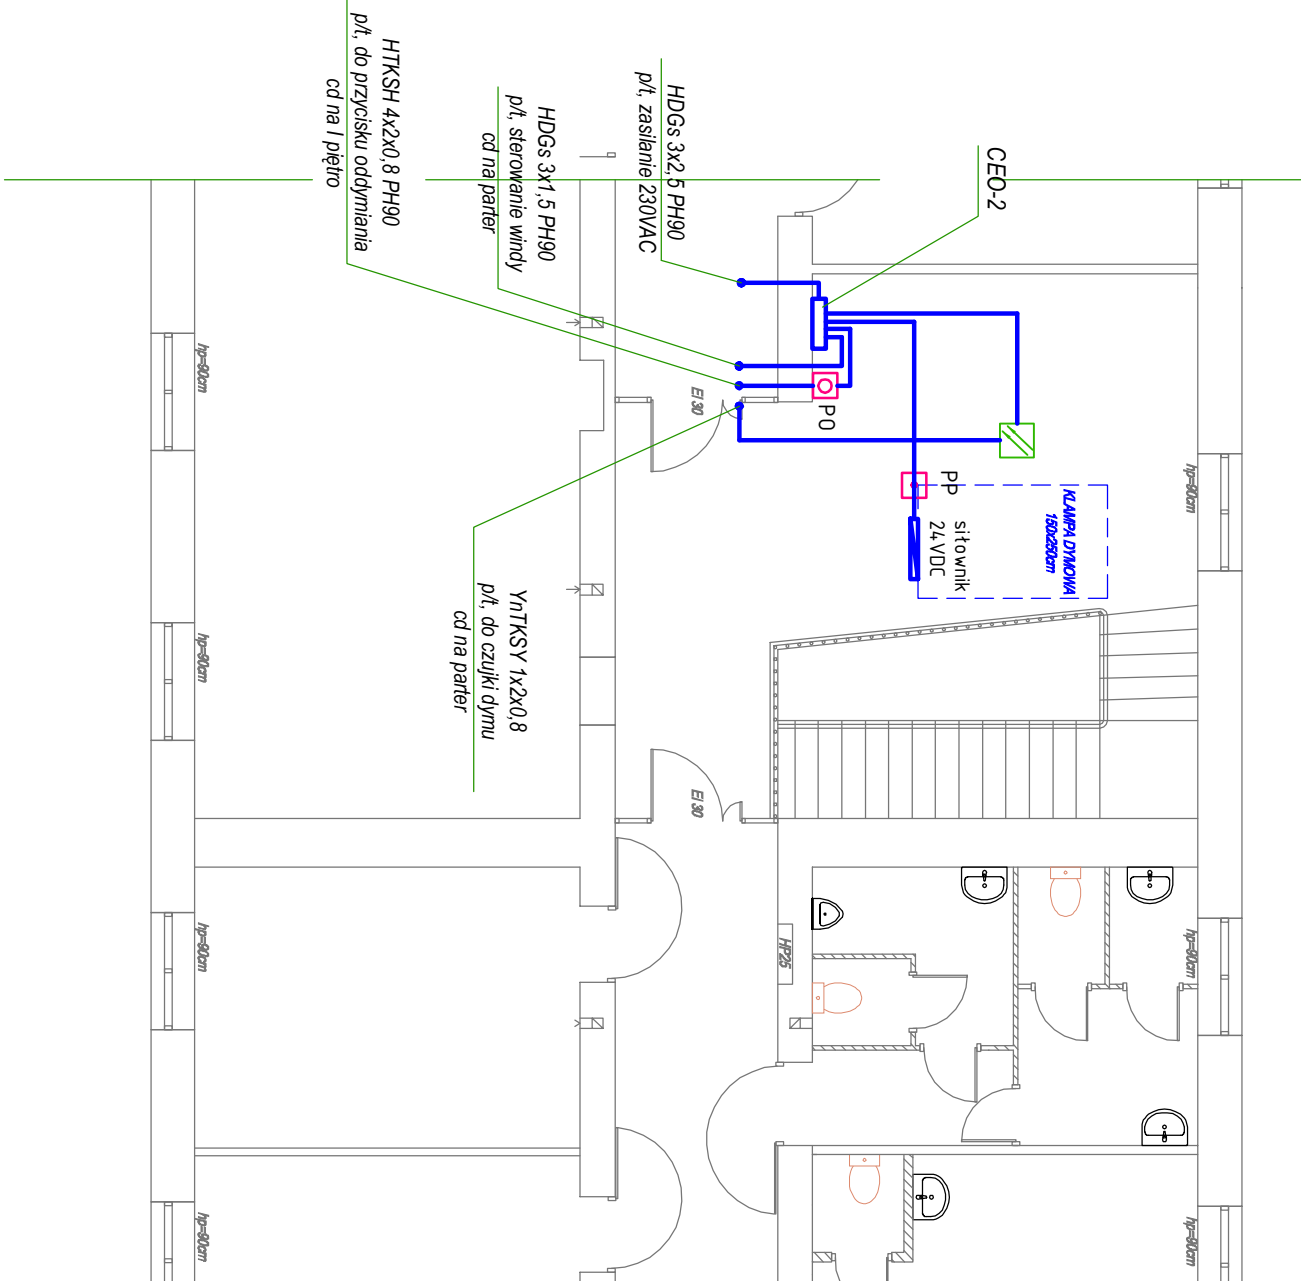 HTKSH 4x2x0,8 PH90
p/t, do przycisku oddymiania
cd na I piętro
HDGs 3x1,5 PH90
p/t, sterowanie windy
cd na parter
HDGs 3x2,5 PH90
p/t, zasilanie 230VAC
CEO-2
PO
PP
siłownik
24VDC
KLAMPA DYMOWA
150x250cm
YnTKSY 1x2x0,8
p/t, do czujki dymu
cd na parter
EI 30
EI 30
HP25
hp=90cm
hp=90cm
hp=90cm
hp=90cm
hp=90cm
hp=90cm
hp=90cm